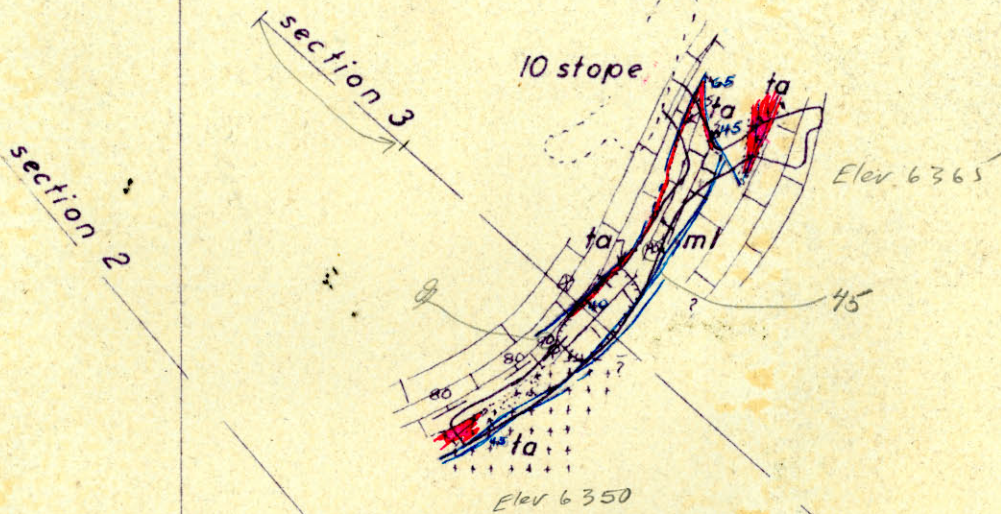 section 3
10 stope
65
ta
ta
45
Elev. 6365
section 2
ta
ml
40
45
?
80
?
80
45
ta
Elev 6350